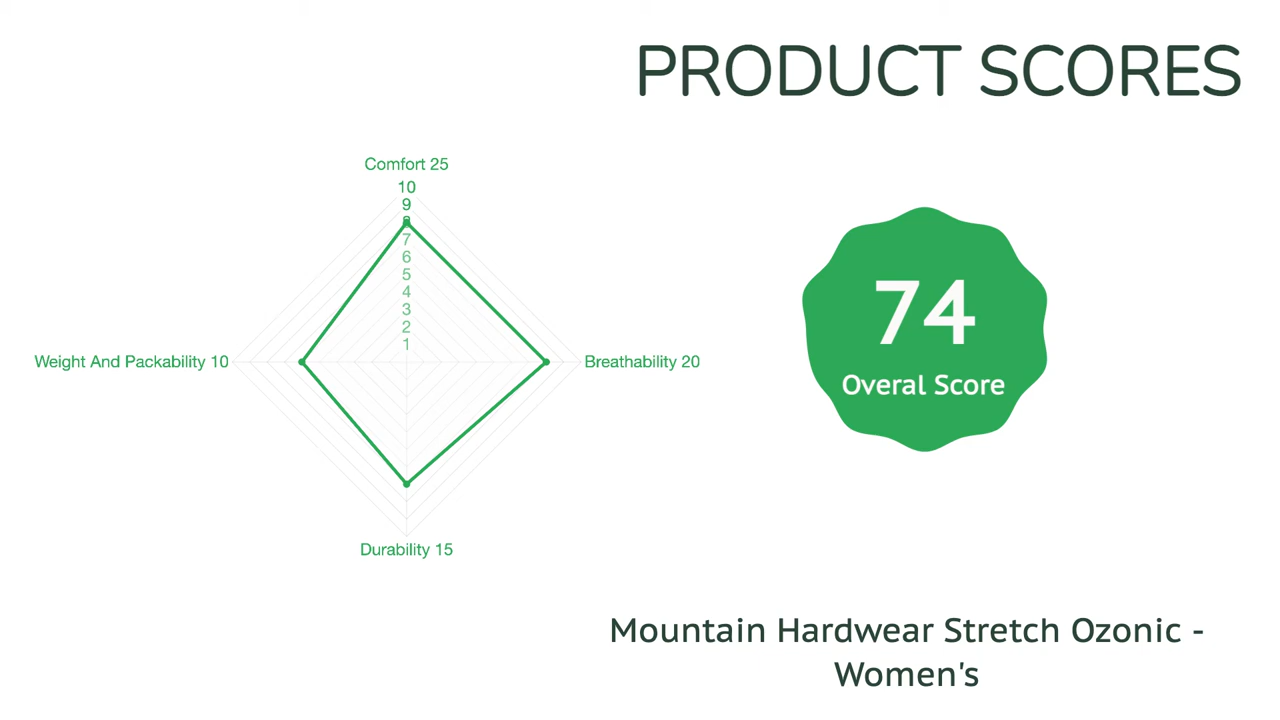 PRODUCT SCORES
Comfort 25
10
9
8
7
6
5
4
3
2
1
Weight And Packability 10
Breathability 20
Durability 15
74
Overal Score
Mountain Hardwear Stretch Ozonic -
Women's